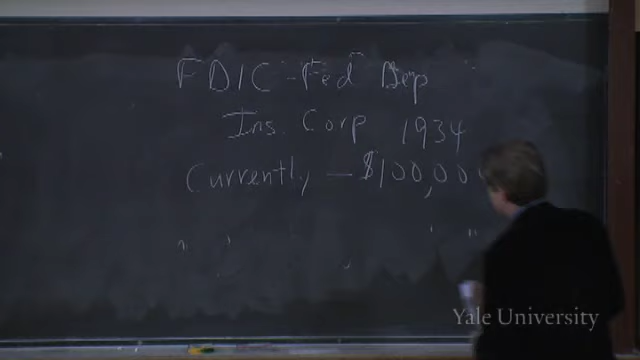 FDIC - Fed Dep
Ins. Corp 1934
Currently - $100,00
Yale University